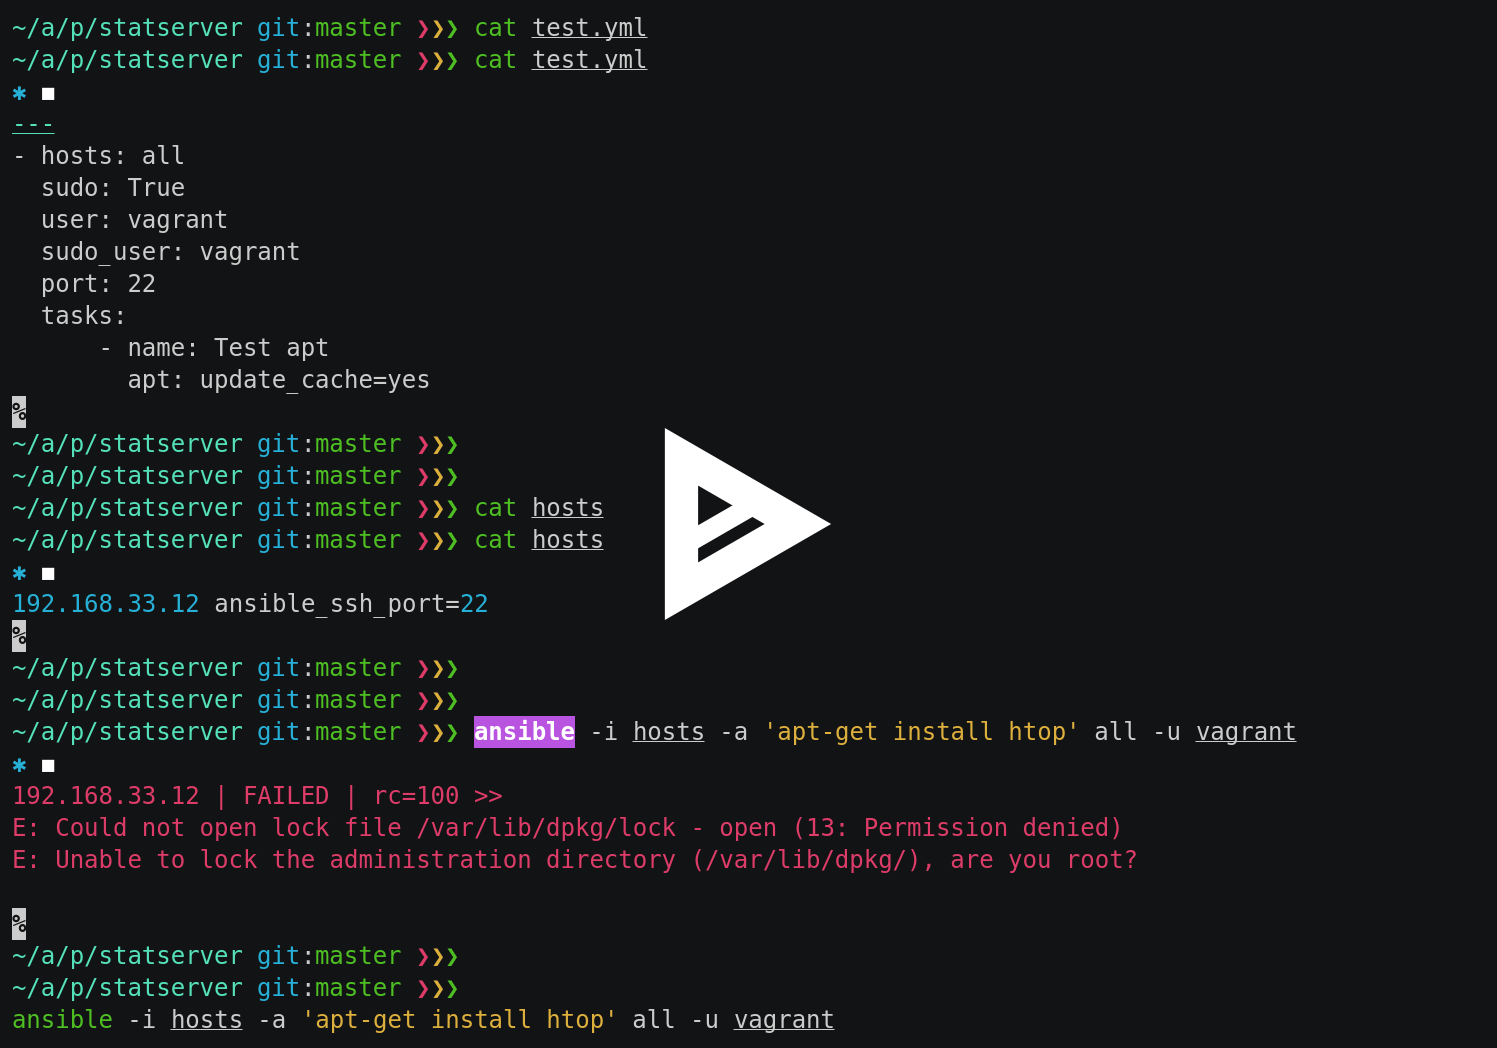 ~/a/p/statserver git:master ❯❯❯ cat test.yml
~/a/p/statserver git:master ❯❯❯ cat test.yml
✱ ◼
---
- hosts: all
  sudo: True
  user: vagrant
  sudo_user: vagrant
  port: 22
  tasks:
      - name: Test apt
        apt: update_cache=yes
%
~/a/p/statserver git:master ❯❯❯
~/a/p/statserver git:master ❯❯❯
~/a/p/statserver git:master ❯❯❯ cat hosts
~/a/p/statserver git:master ❯❯❯ cat hosts
✱ ◼
192.168.33.12 ansible_ssh_port=22
%
~/a/p/statserver git:master ❯❯❯
~/a/p/statserver git:master ❯❯❯
~/a/p/statserver git:master ❯❯❯ ansible -i hosts -a 'apt-get install htop' all -u vagrant
✱ ◼
192.168.33.12 | FAILED | rc=100 >>
E: Could not open lock file /var/lib/dpkg/lock - open (13: Permission denied)
E: Unable to lock the administration directory (/var/lib/dpkg/), are you root?

%
~/a/p/statserver git:master ❯❯❯
~/a/p/statserver git:master ❯❯❯
ansible -i hosts -a 'apt-get install htop' all -u vagrant